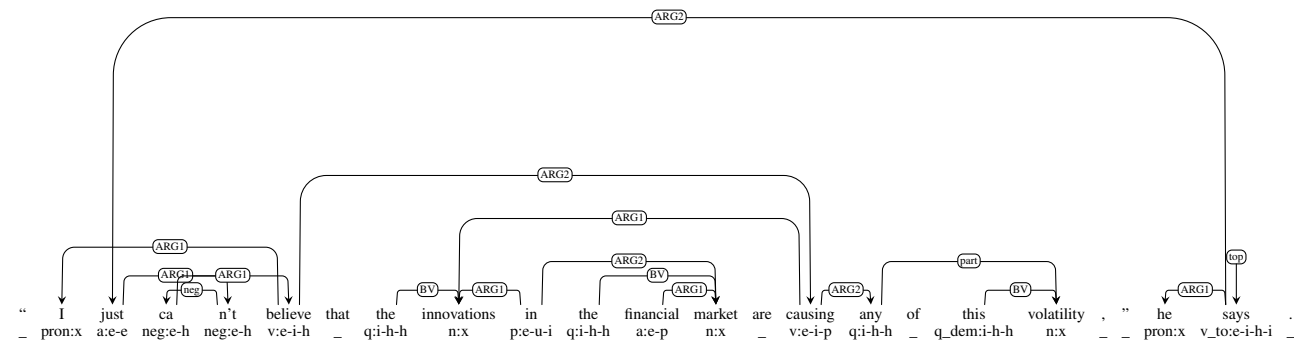 ARG2
ARG2
ARG1
ARG1
top
ARG2 part
ARG1 ARG1 BV
neg BV ARG1 ARG1 ARG2 BV ARG1
“ I just ca n’t believe that the innovations in the financial market are causing any of this volatility , ” he says .
_ pron:x a:e-e neg:e-h neg:e-h v:e-i-h _ q:i-h-h n:x p:e-u-i q:i-h-h a:e-p n:x _ v:e-i-p q:i-h-h _ q_dem:i-h-h n:x _ _ pron:x v_to:e-i-h-i _